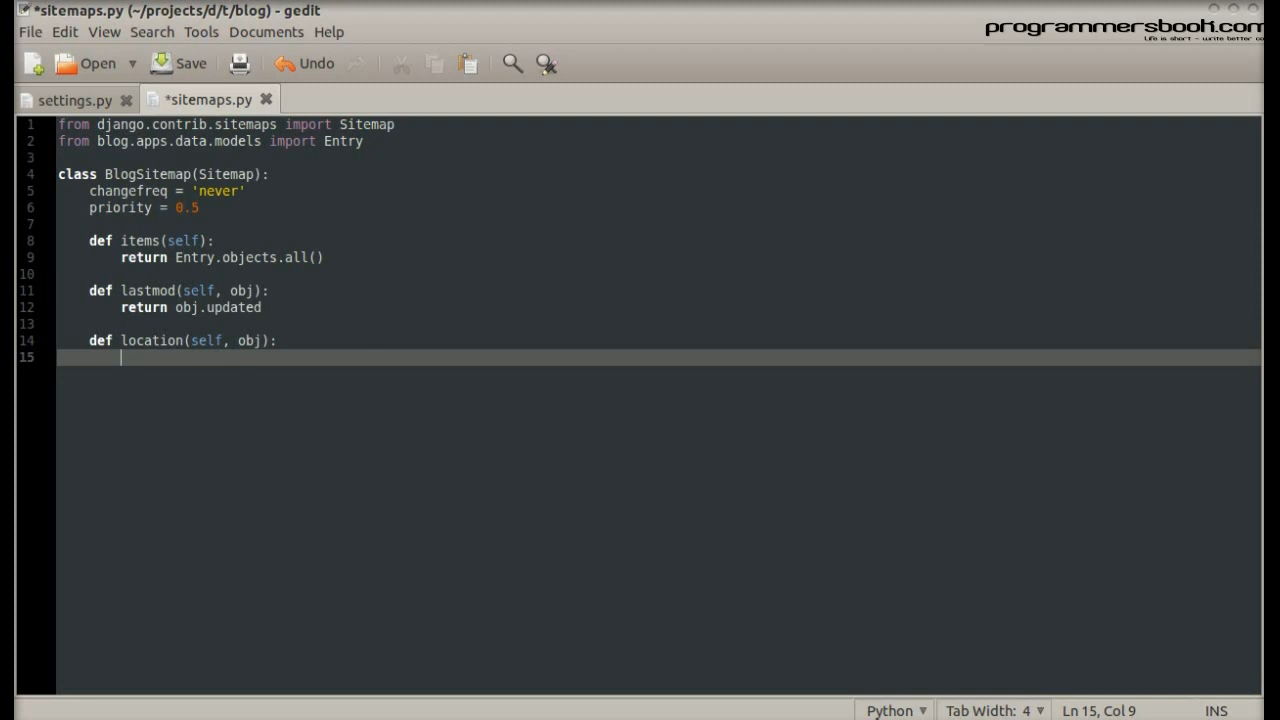 *sitemaps.py (~/projects/d/t/blog) - gedit
File Edit View Search Tools Documents Help
programmersbook.com
Life is short - write better co
Open Save Undo
settings.py *sitemaps.py
1 from django.contrib.sitemaps import Sitemap
2 from blog.apps.data.models import Entry
3
4 class BlogSitemap(Sitemap):
5 changefreq = 'never'
6 priority = 0.5
7
8 def items(self):
9 return Entry.objects.all()
10
11 def lastmod(self, obj):
12 return obj.updated
13
14 def location(self, obj):
15
Python Tab Width: 4 Ln 15, Col 9 INS